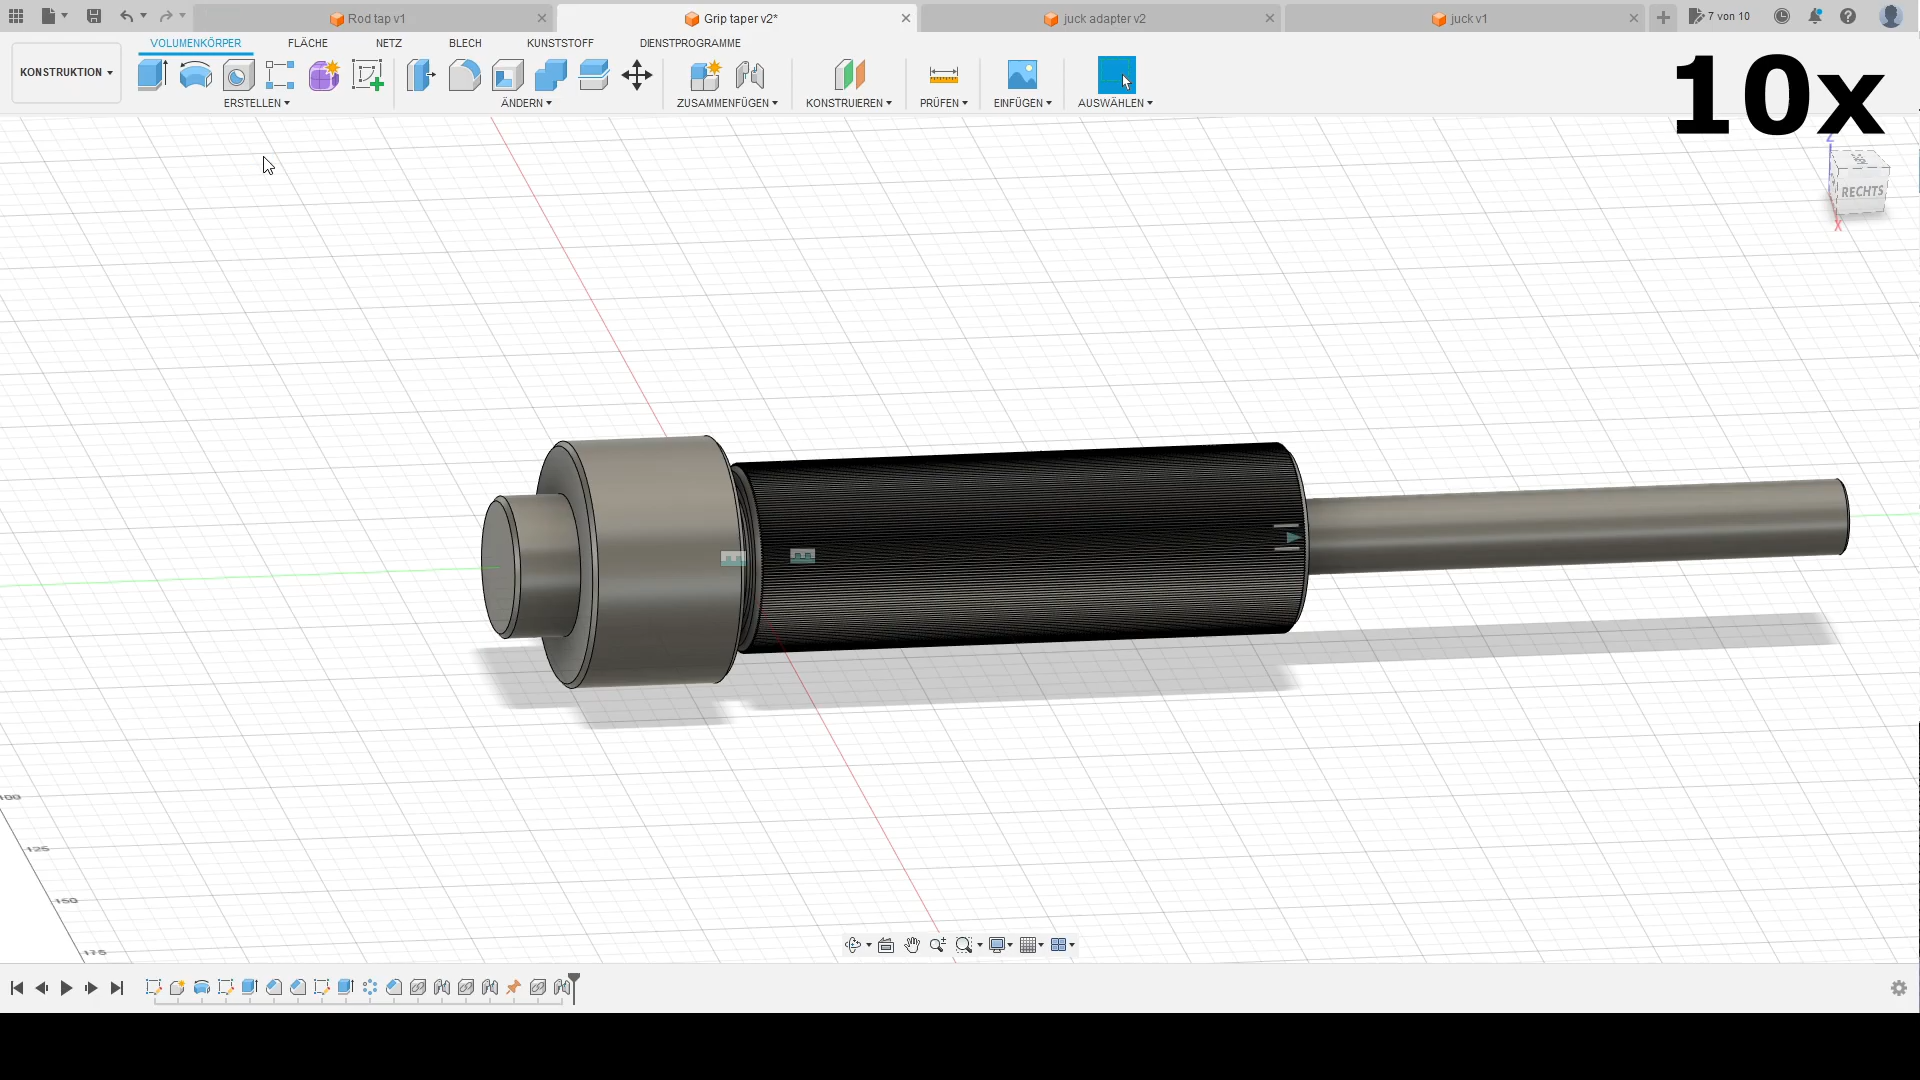 Rod tap v1
Grip taper v2*
juck adapter v2
juck v1
7 von 10
VOLUMENKÖRPER
FLÄCHE
NETZ
BLECH
KUNSTSTOFF
DIENSTPROGRAMME
KONSTRUKTION
ERSTELLEN
ÄNDERN
ZUSAMMENFÜGEN
KONSTRUIEREN
PRÜFEN
EINFÜGEN
AUSWÄHLEN
10x
Z
RECHTS
X
100
125
150
175